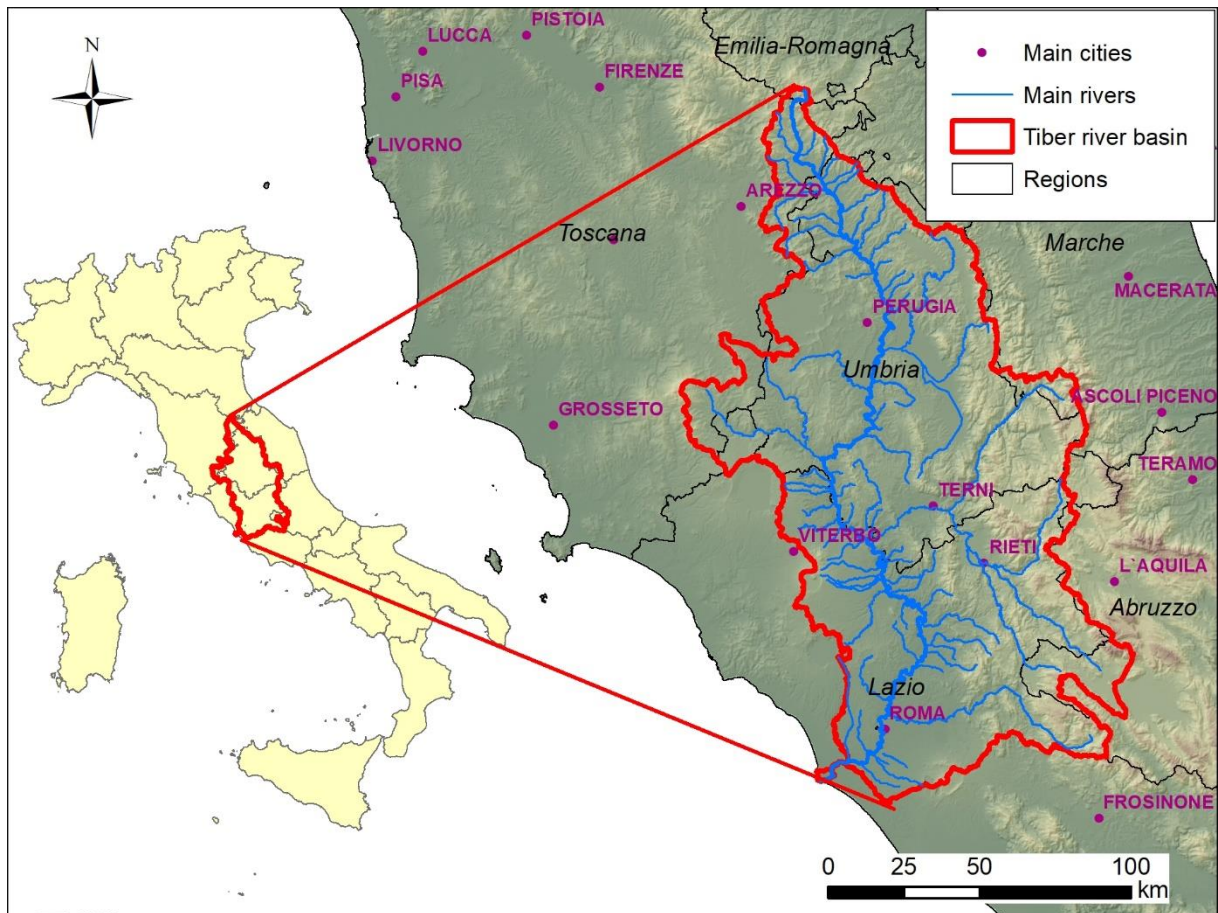 N
PISTOIA
LUCCA
Emilia-Romagna
FIRENZE
PISA
LIVORNO
AREZZO
Toscana
Marche
MACERATA
PERUGIA
Umbria
GROSSETO
ASCOLI PICENO
TERAMO
TERNI
VITERBO
RIETI
L`AQUILA
Abruzzo
Lazio
ROMA
FROSINONE
Main cities
Main rivers
Tiber river basin
Regions
0 25 50 100
km